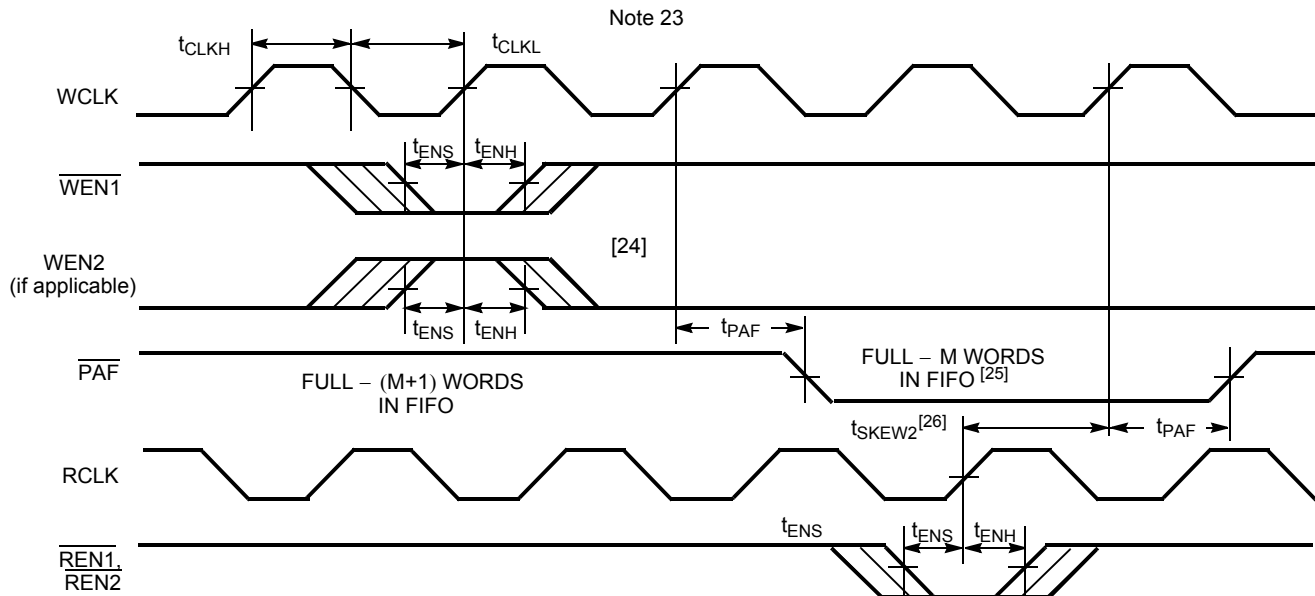 Note 23
tCLKH
tCLKL
WCLK
tENS
tENH
WEN1
WEN2
(if applicable)
[24]
tENS
tENH
tPAF
PAF
FULL – (M+1) WORDS
IN FIFO
FULL – M WORDS
IN FIFO [25]
tSKEW2[26]
tPAF
RCLK
tENS
tENS
tENH
REN1,
REN2